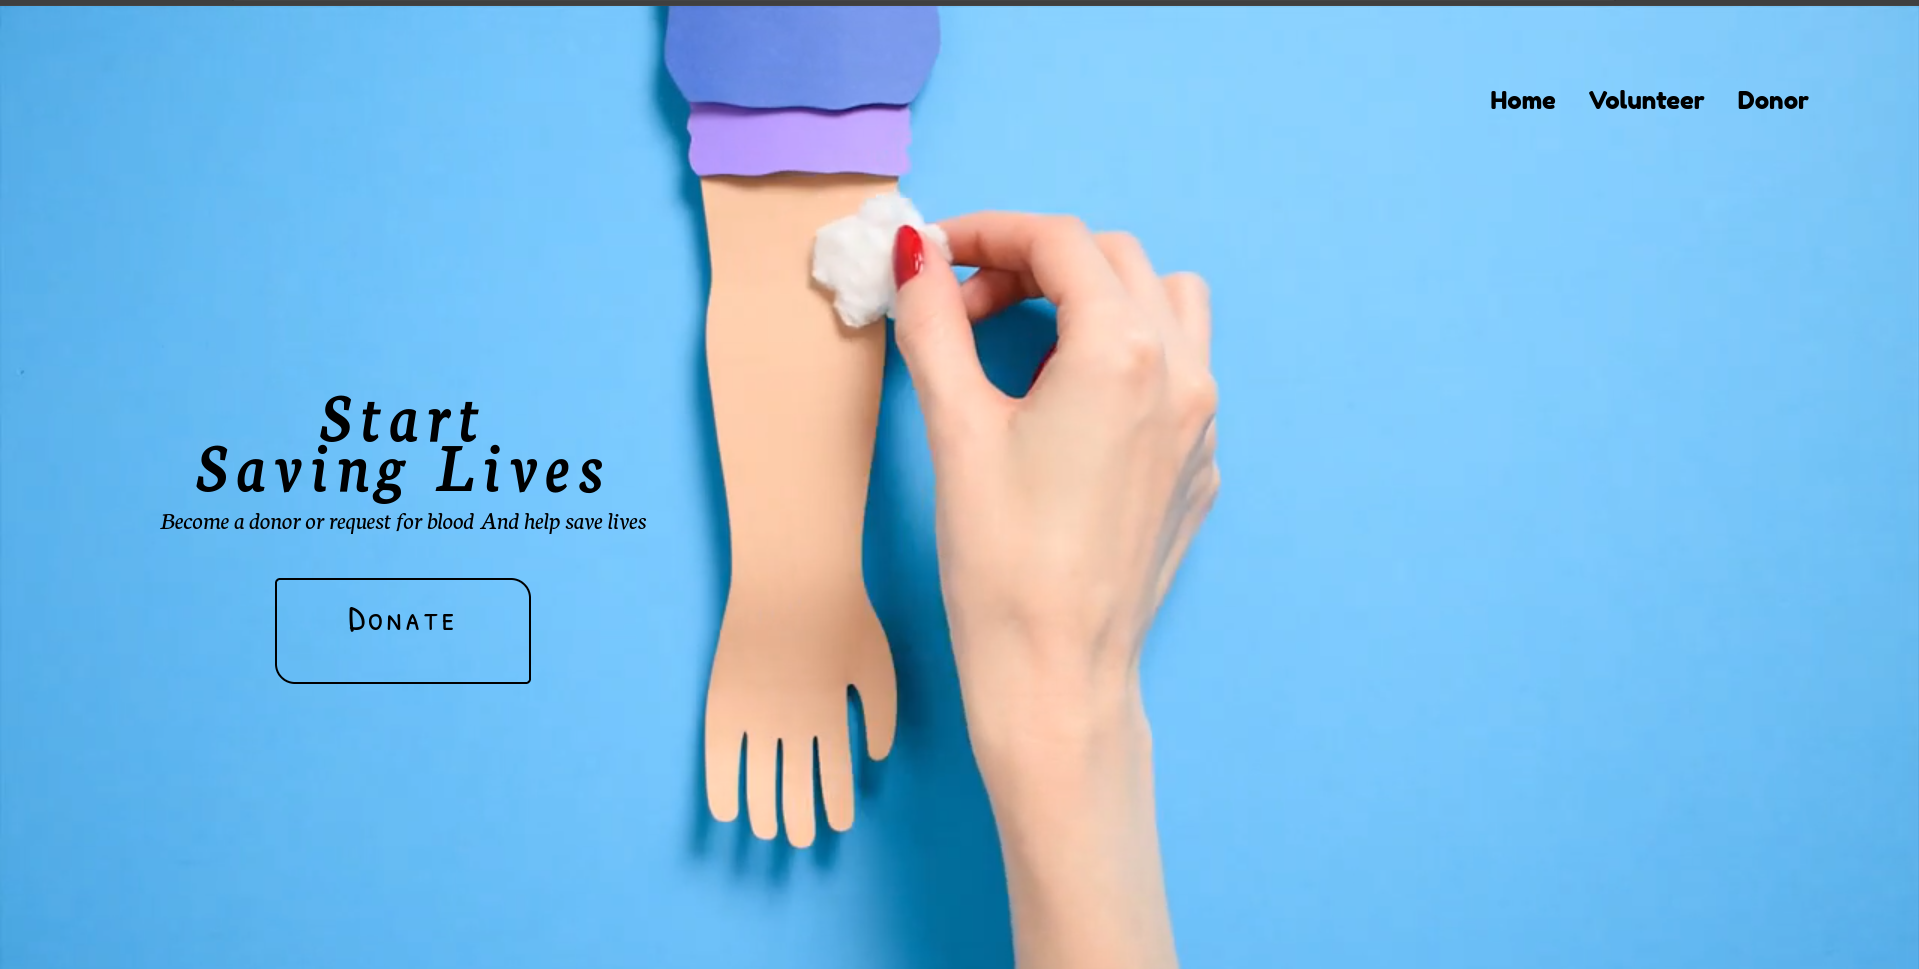 Home Volunteer Donor
Start
Saving Lives
Become a donor or request for blood And help save lives
Donate